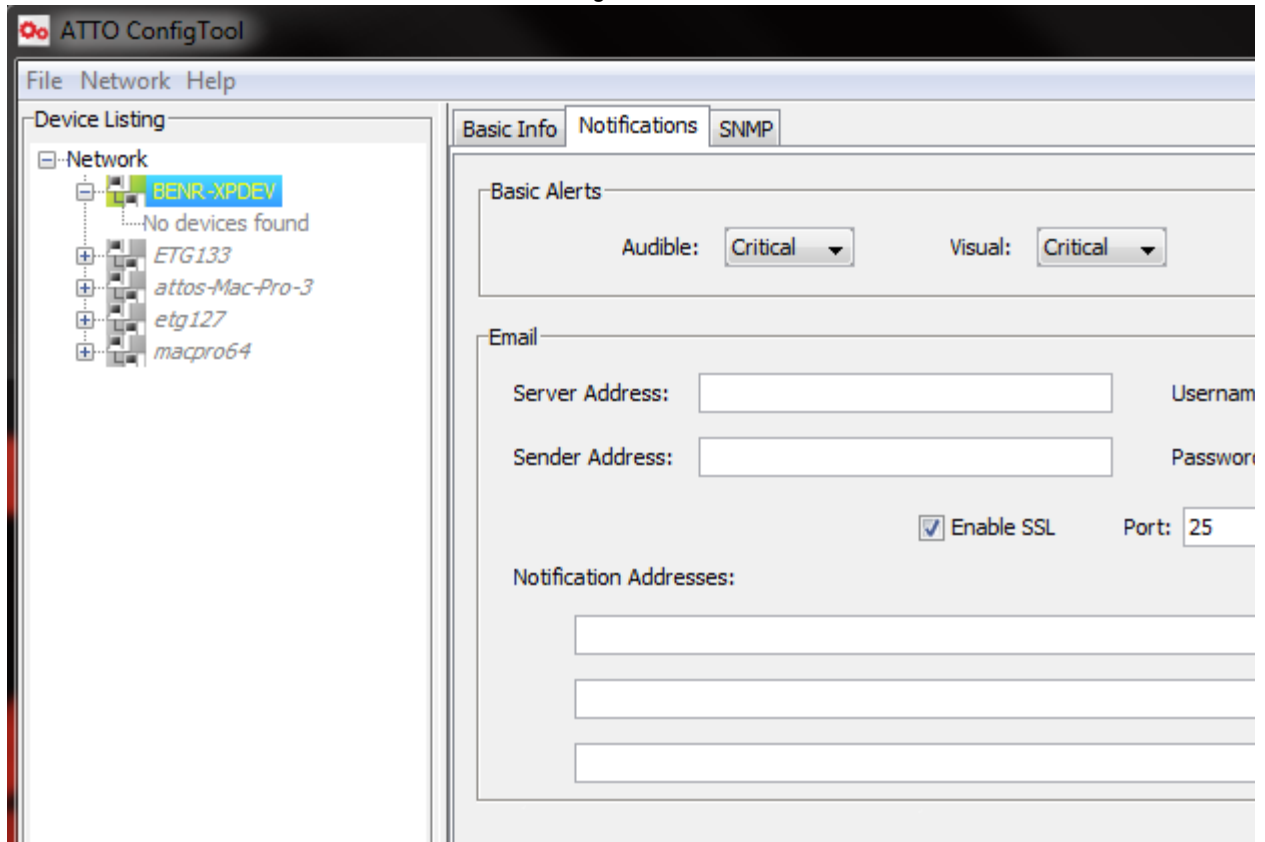 ATTO ConfigTool
File Network Help
Device Listing
Network
BENR-XPDEV
No devices found
ETG133
attos-Mac-Pro-3
etg127
macpro64
Basic Info Notifications SNMP
Basic Alerts
Audible: Critical Visual: Critical
Email
Server Address: Usernam
Sender Address: Passwor
Enable SSL Port: 25
Notification Addresses: